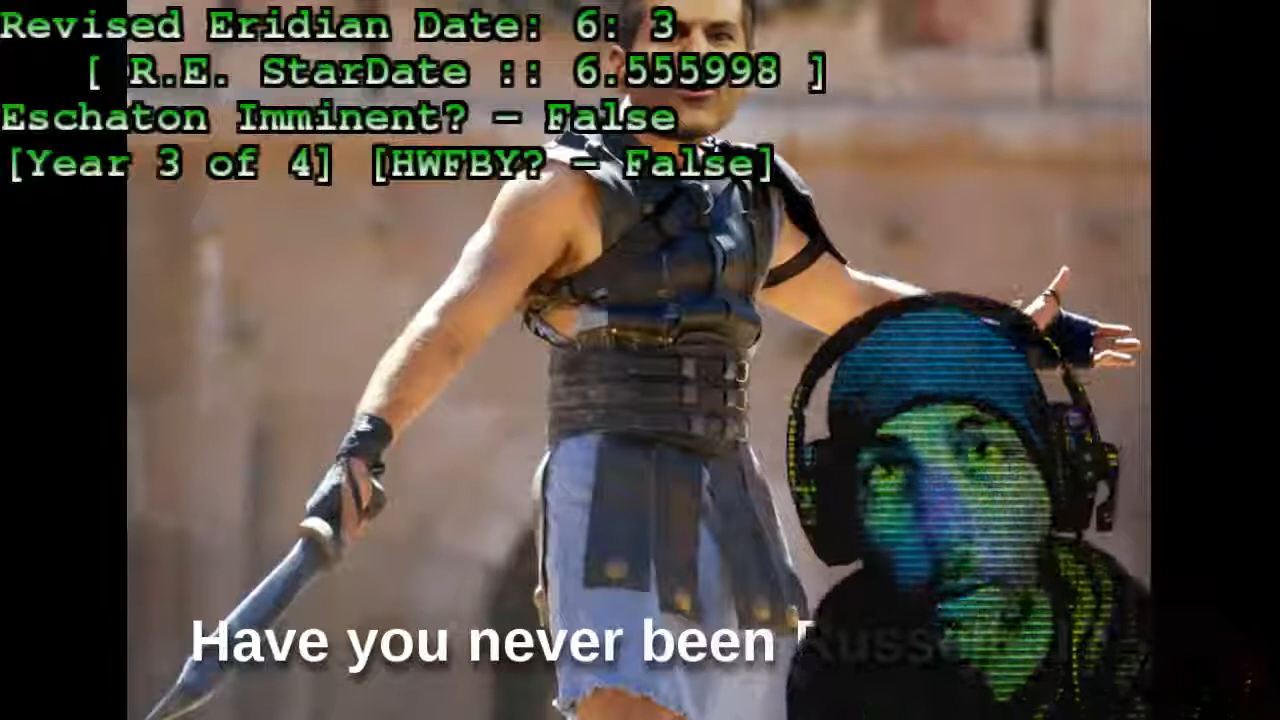 Revised Eridian Date: 6: 3
[ R.E. StarDate :: 6.555998 ]
Eschaton Imminent? - False
[Year 3 of 4] [HWFBY? - False]
Have you never been [Russe